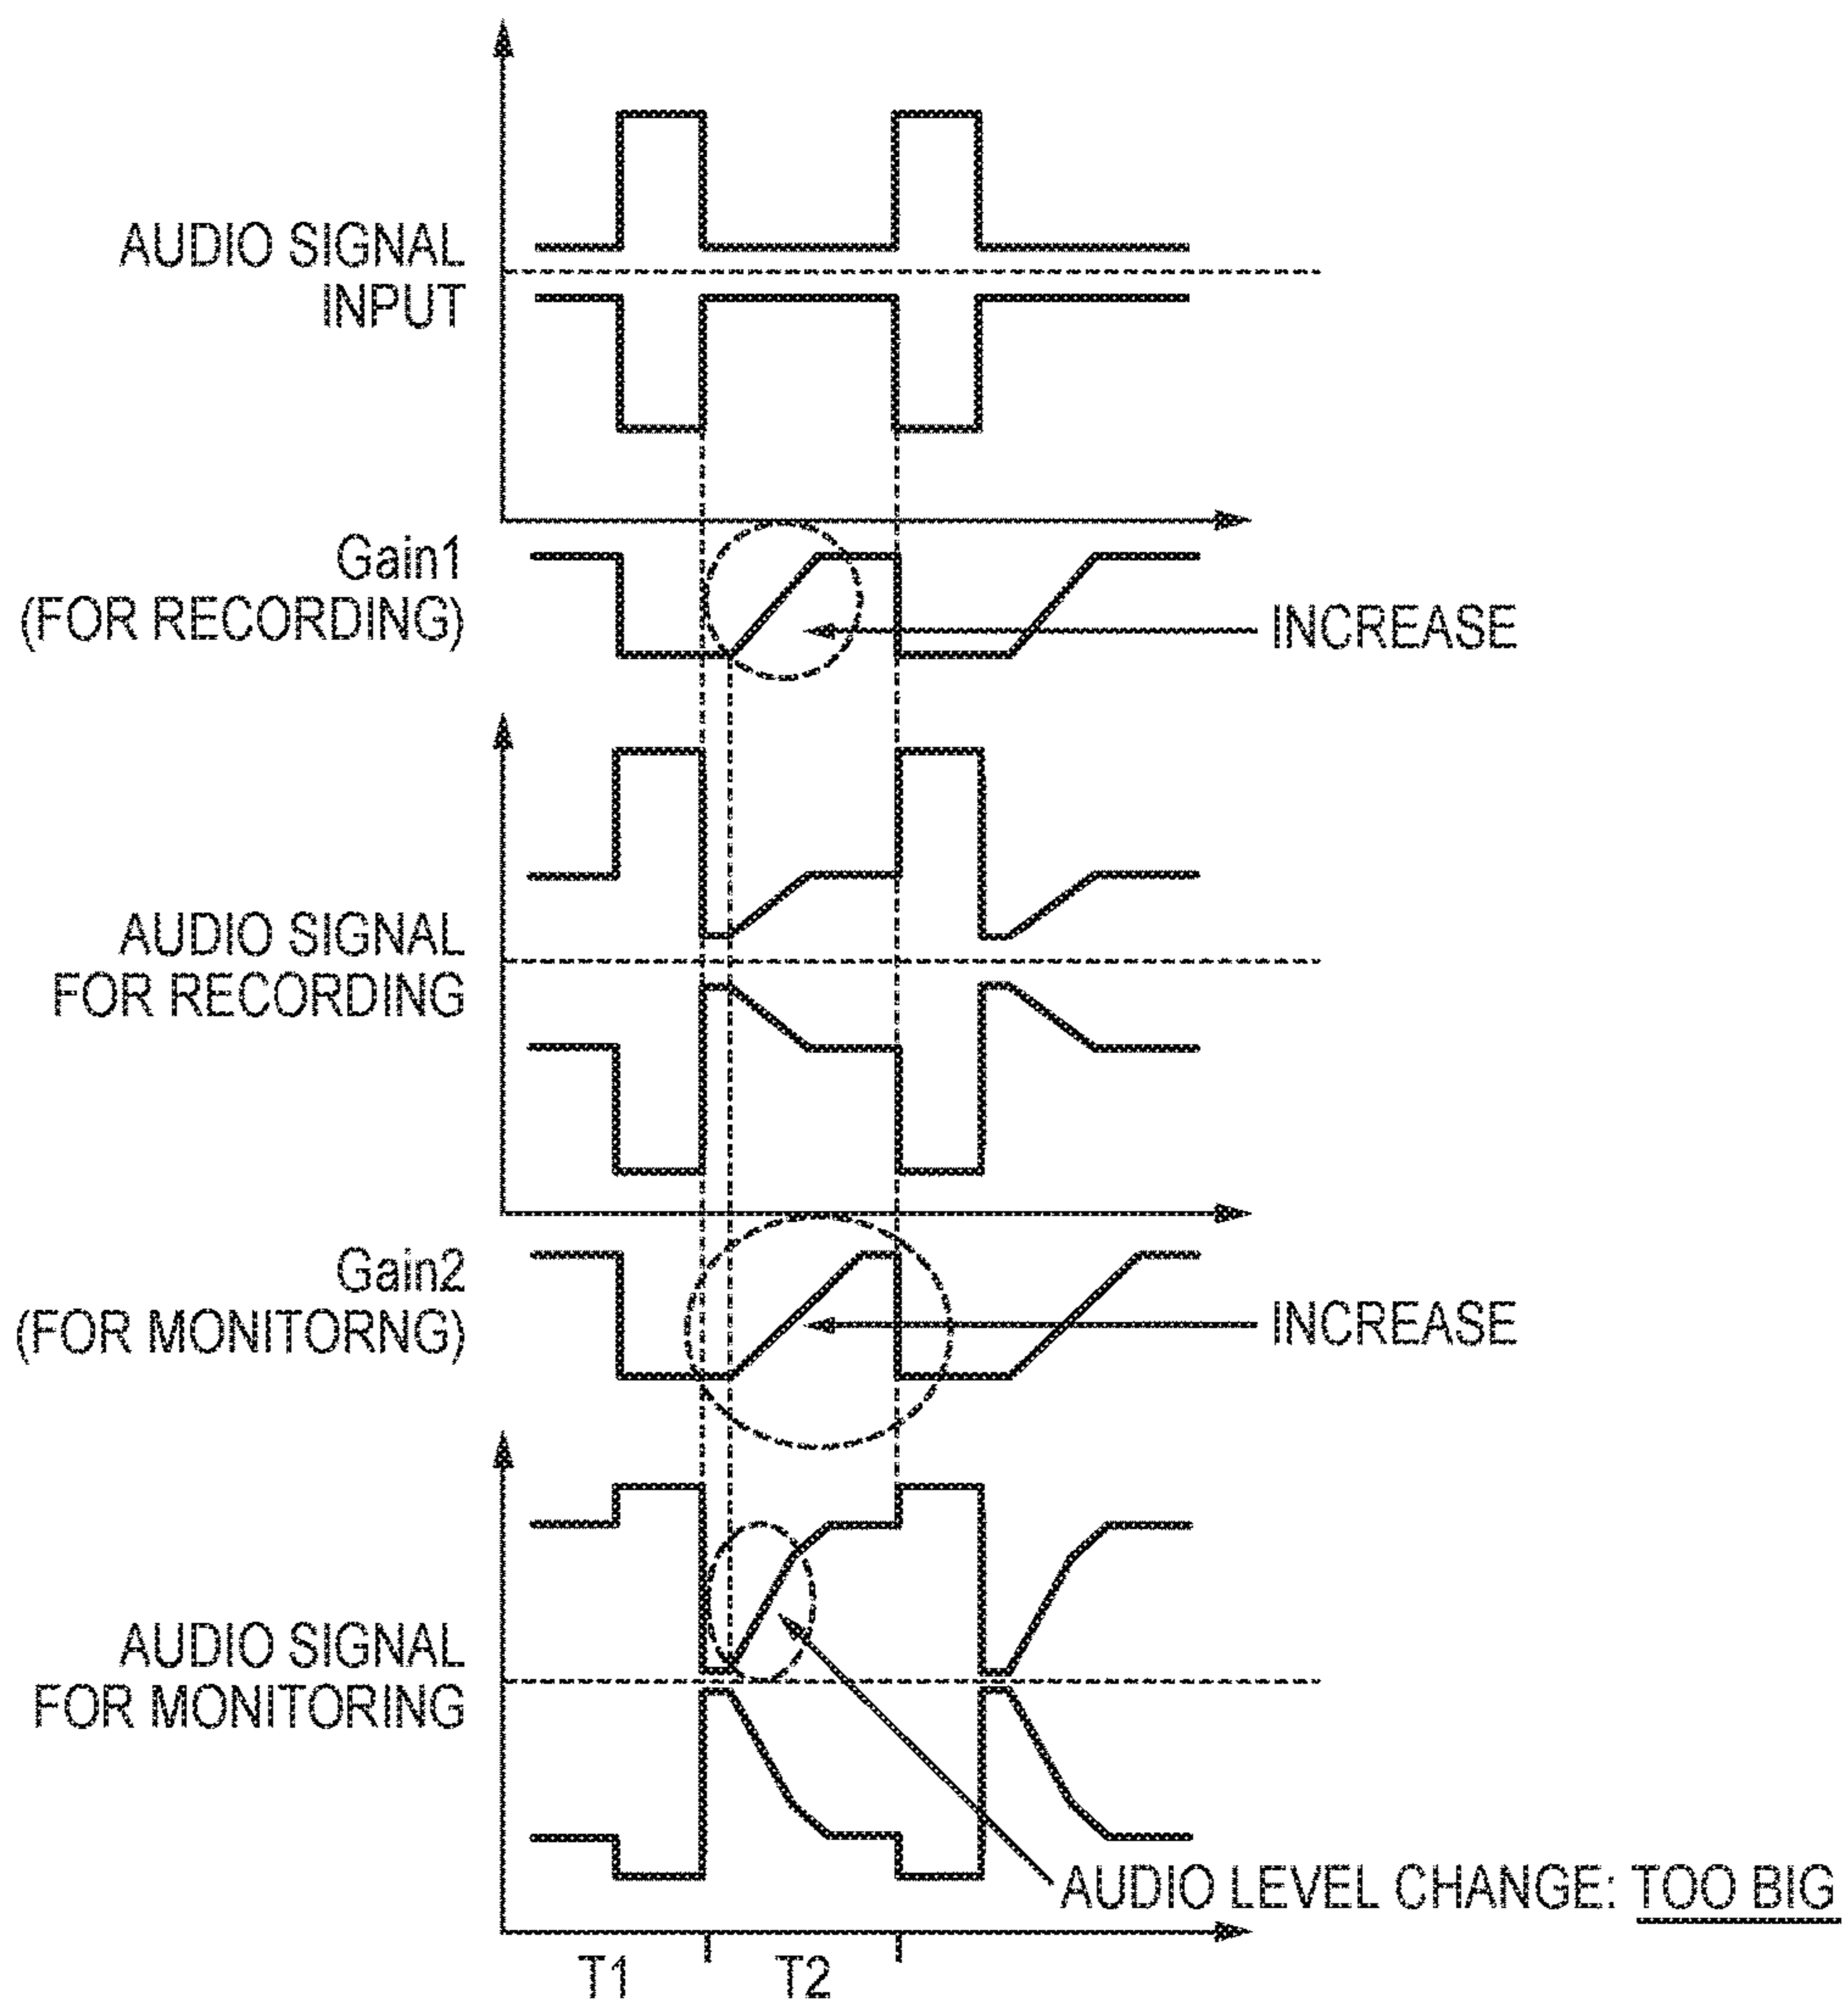 AUDIO SIGNAL
INPUT
Gain1
(FOR RECORDING)
INCREASE
AUDIO SIGNAL
FOR RECORDING
Gain2
(FOR MONITORNG)
INCREASE
AUDIO SIGNAL
FOR MONITORING
AUDIO LEVEL CHANGE: TOO BIG
T1
T2